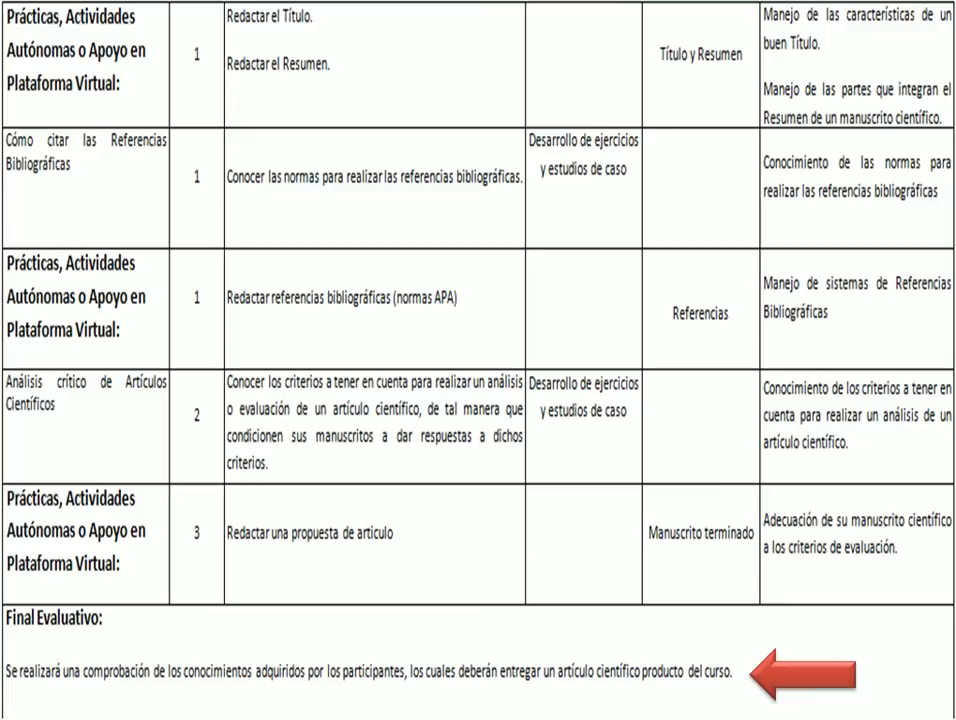 Prácticas, Actividades
Autónomas o Apoyo en
Plataforma Virtual:
1
Redactar el Título.
Redactar el Resumen.
Título y Resumen
Manejo de las características de un
buen Título.
Manejo de las partes que integran el
Resumen de un manuscrito científico.
Cómo citar las Referencias
Bibliográficas
1
Conocer las normas para realizar las referencias bibliográficas.
Desarrollo de ejercicios
y estudios de caso
Conocimiento de las normas para
realizar las referencias bibliográficas
Prácticas, Actividades
Autónomas o Apoyo en
Plataforma Virtual:
1
Redactar referencias bibliográficas (normas APA)
Referencias
Manejo de sistemas de Referencias
Bibliográficas
Análisis crítico de Artículos
Científicos
2
Conocer los criterios a tener en cuenta para realizar un análisis
o evaluación de un artículo científico, de tal manera que
condicionen sus manuscritos a dar respuestas a dichos
criterios.
Desarrollo de ejercicios
y estudios de caso
Conocimiento de los criterios a tener en
cuenta para realizar un análisis de un
artículo científico.
Prácticas, Actividades
Autónomas o Apoyo en
Plataforma Virtual:
3
Redactar una propuesta de articulo
Manuscrito terminado
Adecuación de su manuscrito científico
a los criterios de evaluación.
Final Evaluativo:
Se realizará una comprobación de los conocimientos adquiridos por los participantes, los cuales deberán entregar un artículo científico producto del curso.